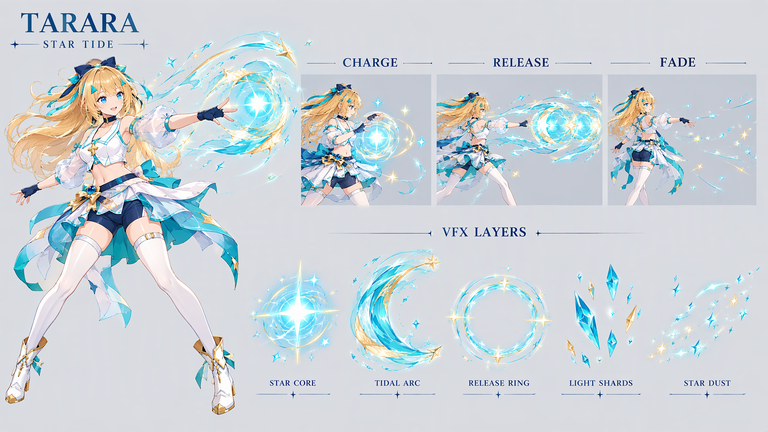 TARARA
STAR TIDE
CHARGE
RELEASE
FADE
VFX LAYERS
STAR CORE
TIDAL ARC
RELEASE RING
LIGHT SHARDS
STAR DUST